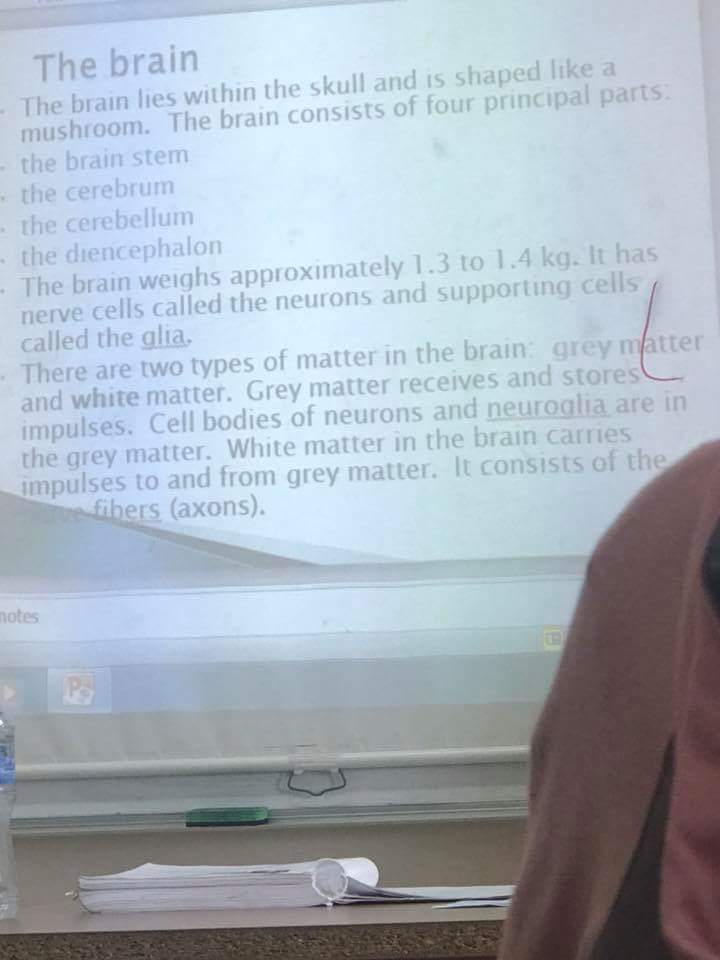 The brain
The brain lies within the skull and is shaped like a
mushroom. The brain consists of four principal parts:
the brain stem
the cerebrum
the cerebellum
the diencephalon
The brain weighs approximately 1.3 to 1.4 kg. It has
nerve cells called the neurons and supporting cells
called the glia.
There are two types of matter in the brain: grey matter
and white matter. Grey matter receives and stores
impulses. Cell bodies of neurons and neuroglia are in
the grey matter. White matter in the brain carries
impulses to and from grey matter. It consists of the
fibers (axons).
notes